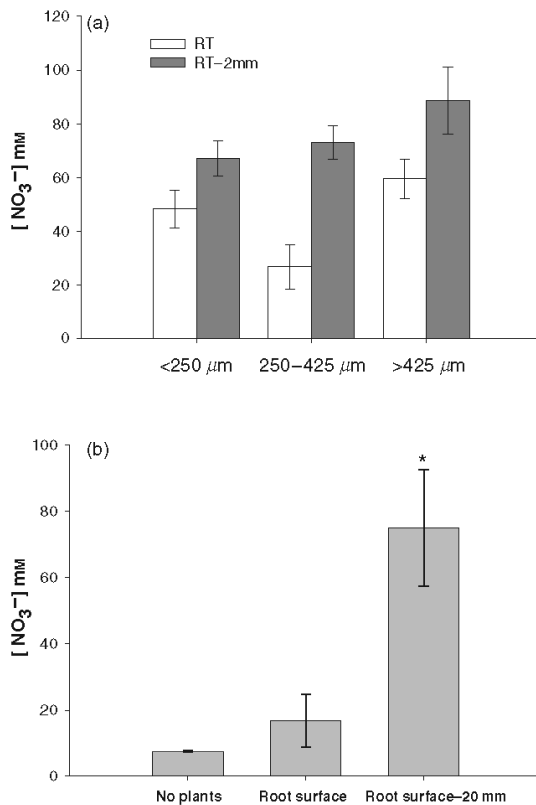 (a)
RT
RT–2mm
[ NO3⁻] mM
120
100
80
60
40
20
0
<250 μm
250–425 μm
>425 μm
(b)
*
[ NO3⁻] mM
100
80
60
40
20
0
No plants
Root surface
Root surface–20 mm